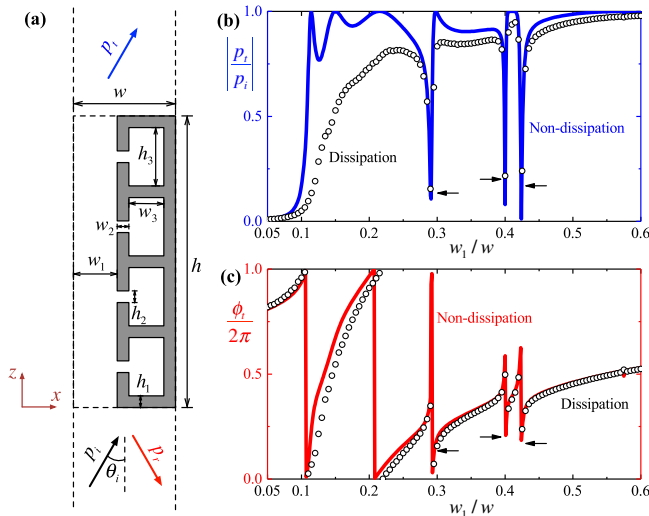 (a)
p_t
w
h_3
w_3
w_2
w_1
h
h_2
h_1
z
x
p_i
θ_i
p_r
(b)
|p_t/p_i|
1.0
0.5
0.0
Non-dissipation
Dissipation
0.05 0.1 0.2 0.3 0.4 0.5 0.6
w_1 / w
(c)
ϕ_t/2π
1.0
0.5
0.0
Non-dissipation
Dissipation
0.05 0.1 0.2 0.3 0.4 0.5 0.6
w_1 / w